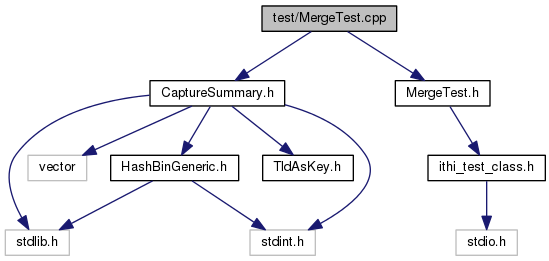 test/MergeTest.cpp
CaptureSummary.h
MergeTest.h
vector
HashBinGeneric.h
TldAsKey.h
ithi_test_class.h
stdlib.h
stdint.h
stdio.h